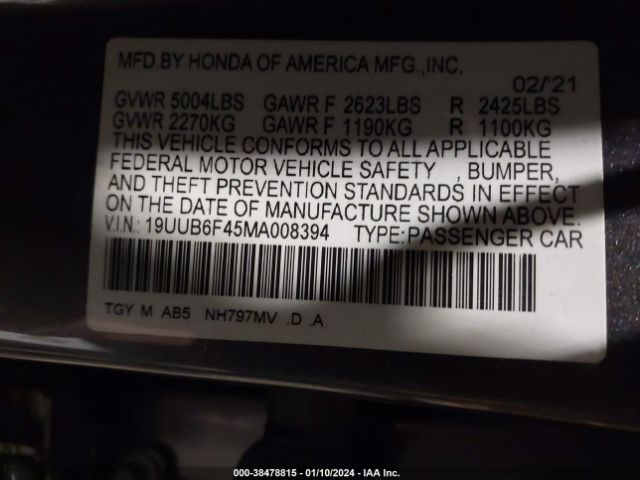 MFD.BY HONDA OF AMERICA MFG.,INC.
02/'21
GVWR 5004LBS GAWR F 2623LBS R 2425LBS
GVWR 2270KG GAWR F 1190KG R 1100KG
THIS VEHICLE CONFORMS TO ALL APPLICABLE
FEDERAL MOTOR VEHICLE SAFETY , BUMPER,
AND THEFT PREVENTION STANDARDS IN EFFECT
ON THE DATE OF MANUFACTURE SHOWN ABOVE.
V.I.N.: 19UUB6F45MA008394 TYPE:PASSENGER CAR
TGY M AB5 NH797MV .D .A
000-38478815 - 01/10/2024 - IAA Inc.